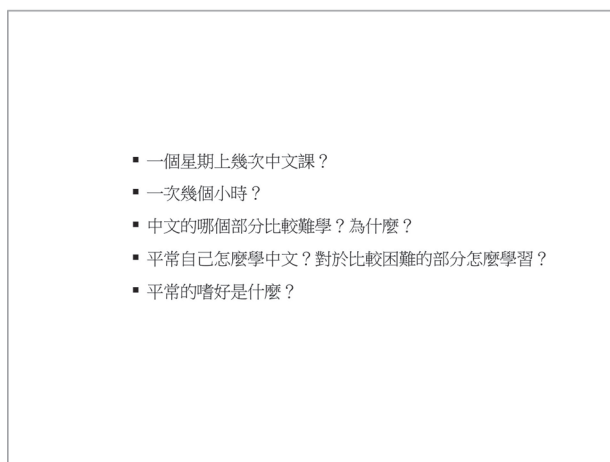 ▪ 一個星期上幾次中文課？
▪ 一次幾個小時？
▪ 中文的哪個部分比較難學？為什麼？
▪ 平常自己怎麼學中文？對於比較困難的部分怎麼學習？
▪ 平常的嗜好是什麼？